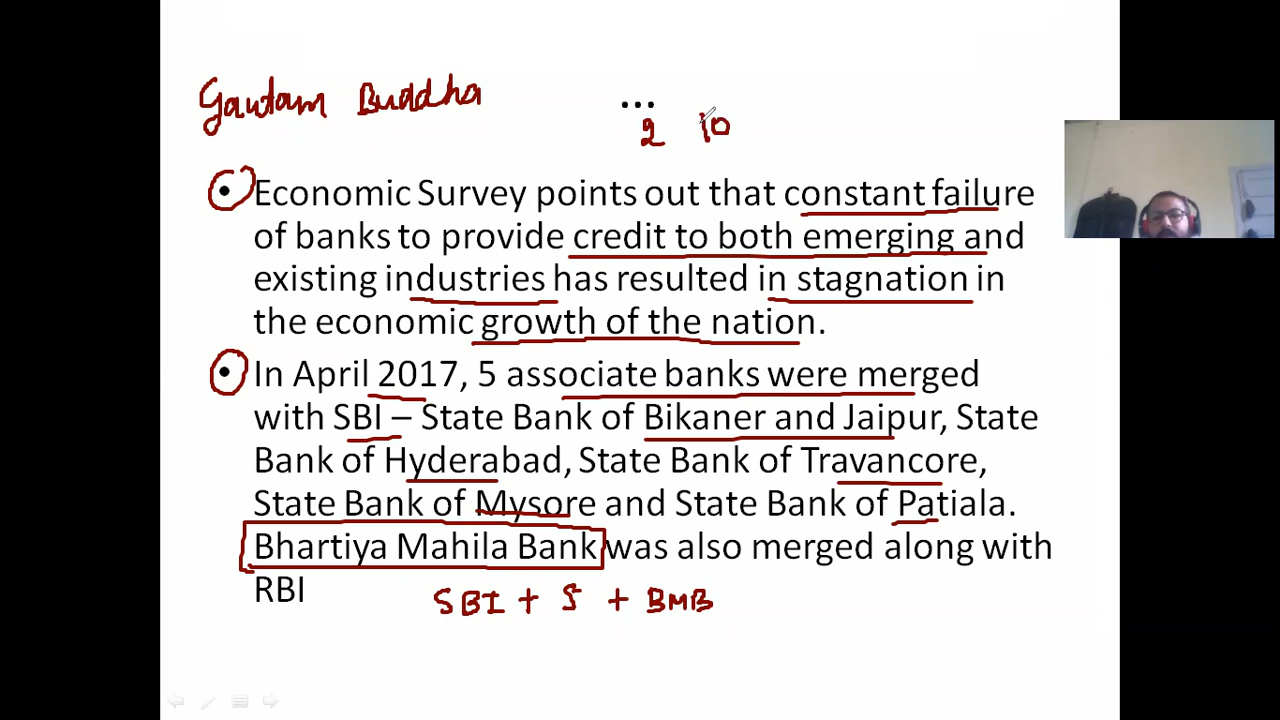 Gautam Buddha
...
2 10
• Economic Survey points out that constant failure
of banks to provide credit to both emerging and
existing industries has resulted in stagnation in
the economic growth of the nation.
• In April 2017, 5 associate banks were merged
with SBI – State Bank of Bikaner and Jaipur, State
Bank of Hyderabad, State Bank of Travancore,
State Bank of Mysore and State Bank of Patiala.
Bhartiya Mahila Bank was also merged along with
RBI
SBI + 5 + BMB